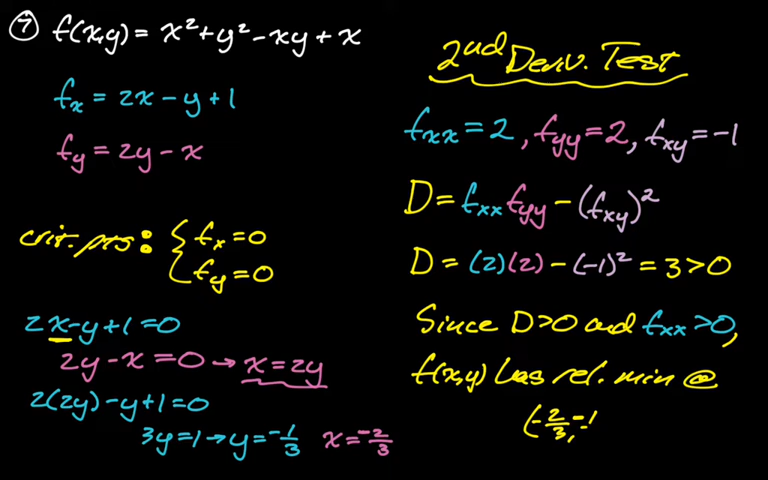 ⑦ f(x,y) = x² + y² - xy + x
fx = 2x - y + 1
fy = 2y - x
crit. pts: { fx = 0
fy = 0
2x - y + 1 = 0
2y - x = 0 → x = 2y
2(2y) - y + 1 = 0
3y = 1 → y = -1/3 x = -2/3
2nd Deriv. Test
fxx = 2, fyy = 2, fxy = -1
D = fxx fyy - (fxy)²
D = (2)(2) - (-1)² = 3 > 0
Since D > 0 and fxx > 0,
f(x,y) has rel. min @
(-2/3, -1